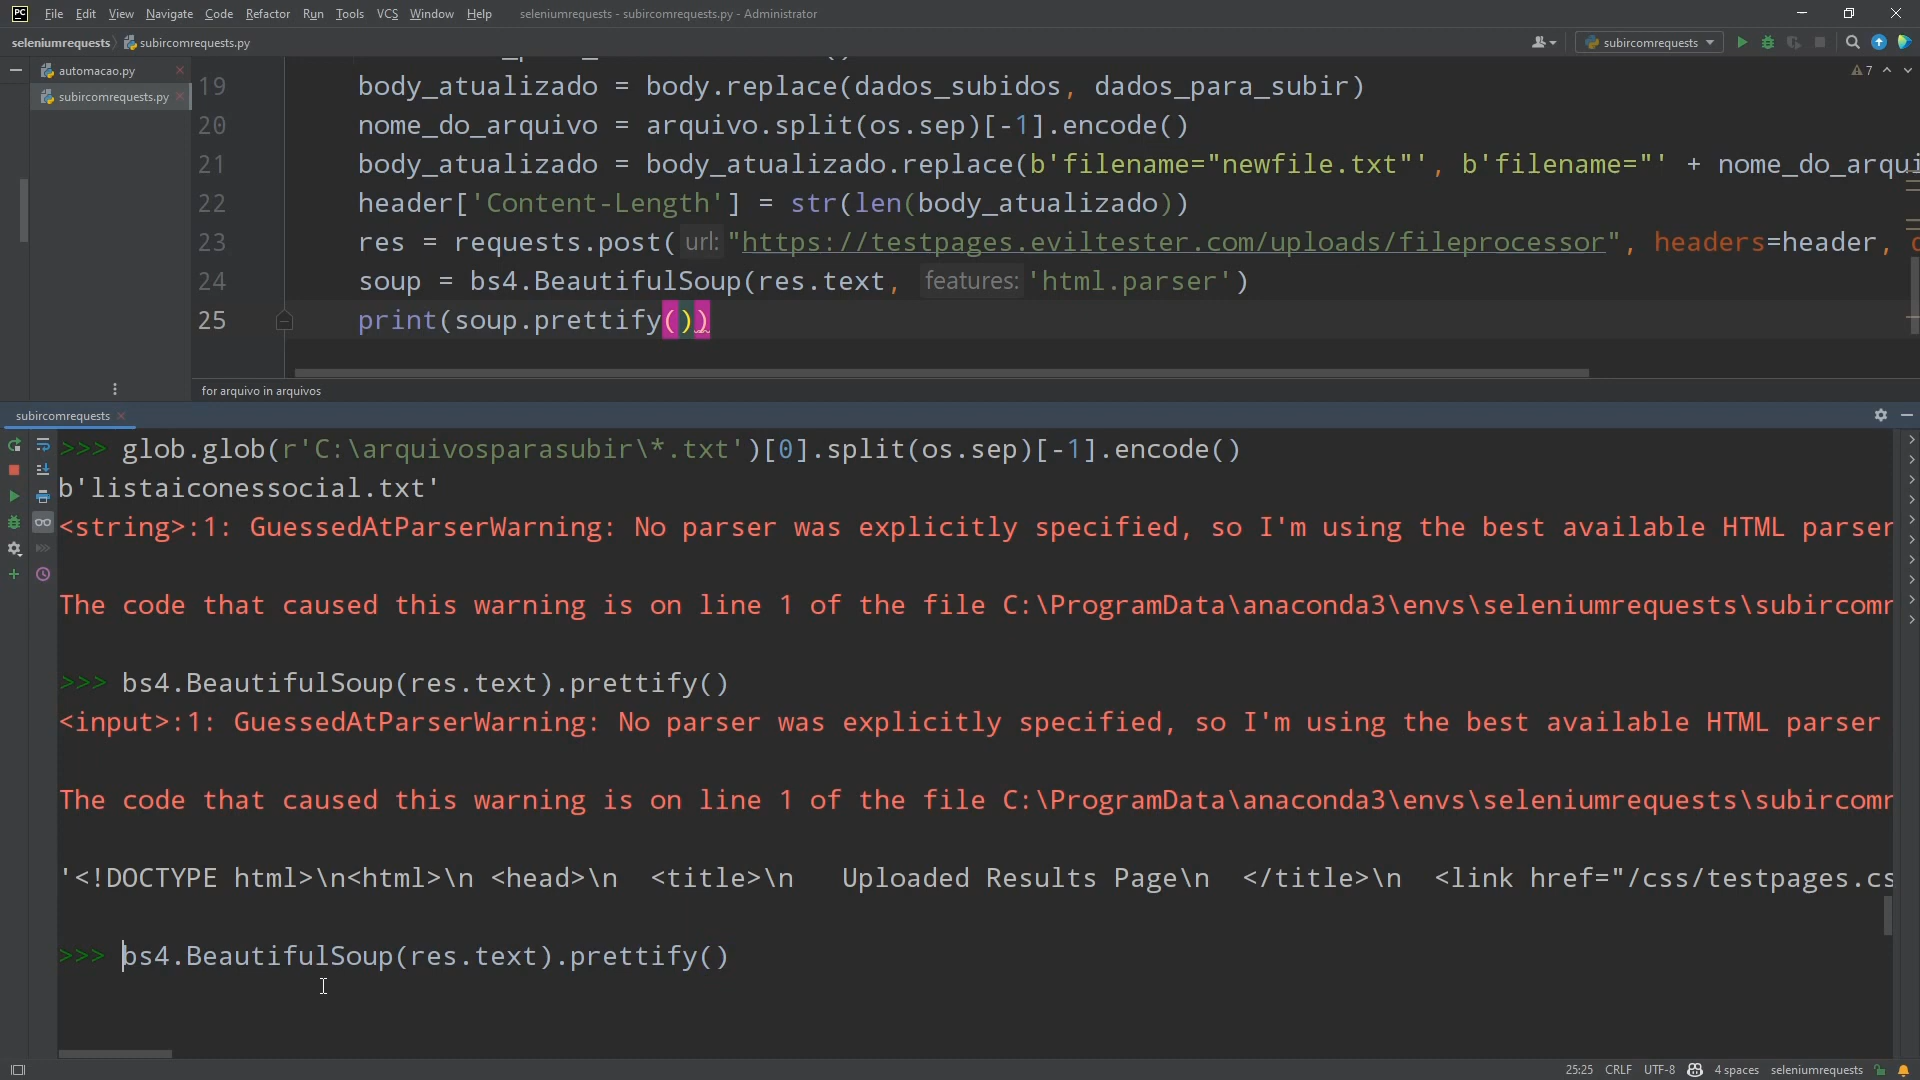 PC File Edit View Navigate Code Refactor Run Tools VCS Window Help seleniumrequests - subircomrequests.py - Administrator
seleniumrequests subircomrequests.py subircomrequests
automacao.py
subircomrequests.py
7
19 body_atualizado = body.replace(dados_subidos, dados_para_subir)
20 nome_do_arquivo = arquivo.split(os.sep)[-1].encode()
21 body_atualizado = body_atualizado.replace(b'filename="newfile.txt"', b'filename="' + nome_do_arqui
22 header['Content-Length'] = str(len(body_atualizado))
23 res = requests.post( url: "https://testpages.eviltester.com/uploads/fileprocessor", headers=header,
24 soup = bs4.BeautifulSoup(res.text, features: 'html.parser')
25 print(soup.prettify())
for arquivo in arquivos
subircomrequests
>>> glob.glob(r'C:\arquivosparasubir\*.txt')[0].split(os.sep)[-1].encode()
b'listaiconessocial.txt'
<string>:1: GuessedAtParserWarning: No parser was explicitly specified, so I'm using the best available HTML parser
The code that caused this warning is on line 1 of the file C:\ProgramData\anaconda3\envs\seleniumrequests\subircomr
>>> bs4.BeautifulSoup(res.text).prettify()
<input>:1: GuessedAtParserWarning: No parser was explicitly specified, so I'm using the best available HTML parser
The code that caused this warning is on line 1 of the file C:\ProgramData\anaconda3\envs\seleniumrequests\subircomr
'<!DOCTYPE html>\n<html>\n <head>\n  <title>\n   Uploaded Results Page\n  </title>\n  <link href="/css/testpages.cs
>>> bs4.BeautifulSoup(res.text).prettify()
25:25 CRLF UTF-8 4 spaces seleniumrequests